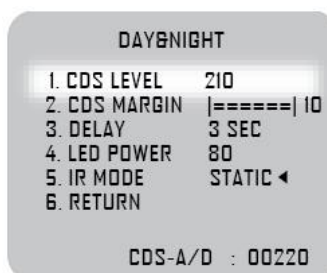 DAY&NIGHT
1. CDS LEVEL 210
2. CDS MARGIN |======| 10
3. DELAY 3 SEC
4. LED POWER 80
5. IR MODE STATIC ◄
6. RETURN
CDS-A/D : 00220